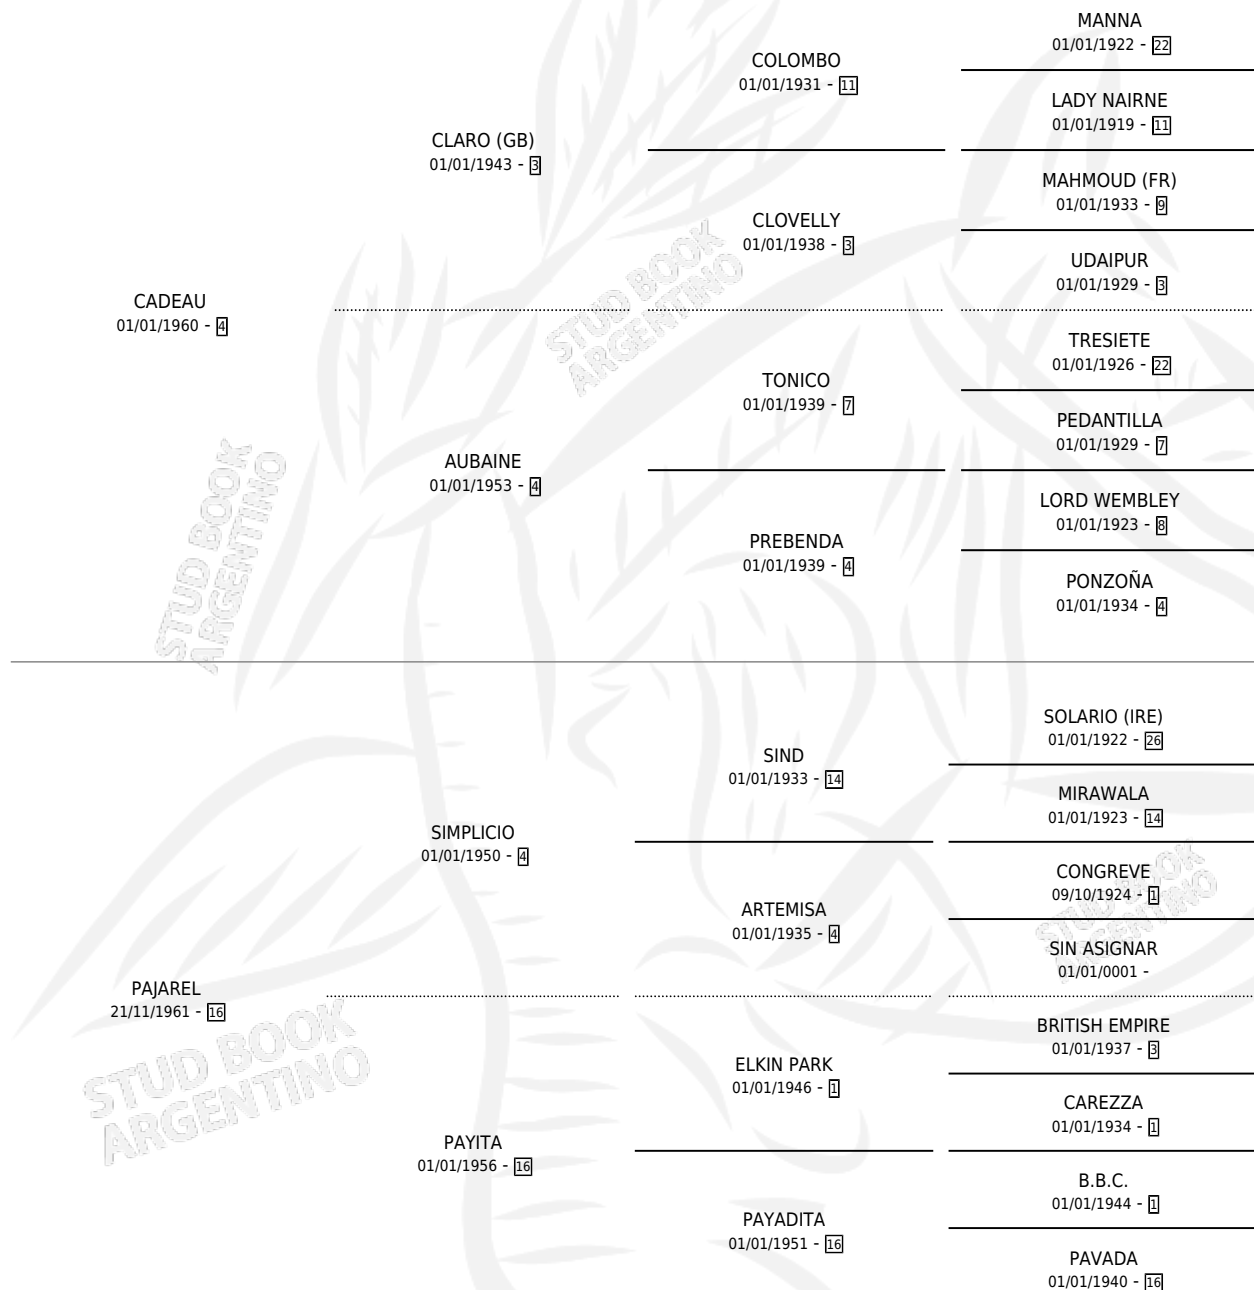 MANNA
01/01/1922 - 22
COLOMBO
01/01/1931 - 11
LADY NAIRNE
01/01/1919 - 11
CLARO (GB)
01/01/1943 - 3
MAHMOUD (FR)
01/01/1933 - 9
CLOVELLY
01/01/1938 - 3
UDAIPUR
01/01/1929 - 3
CADEAU
01/01/1960 - 4
TRESIETE
01/01/1926 - 22
TONICO
01/01/1939 - 7
PEDANTILLA
01/01/1929 - 7
AUBAINE
01/01/1953 - 4
LORD WEMBLEY
01/01/1923 - 8
PREBENDA
01/01/1939 - 4
PONZOÑA
01/01/1934 - 4
SOLARIO (IRE)
01/01/1922 - 26
SIND
01/01/1933 - 14
MIRAWALA
01/01/1923 - 14
SIMPLICIO
01/01/1950 - 4
CONGREVE
09/10/1924 - 1
ARTEMISA
01/01/1935 - 4
SIN ASIGNAR
01/01/0001 -
PAJAREL
21/11/1961 - 16
BRITISH EMPIRE
01/01/1937 - 3
ELKIN PARK
01/01/1946 - 1
CAREZZA
01/01/1934 - 1
PAYITA
01/01/1956 - 16
B.B.C.
01/01/1944 - 1
PAYADITA
01/01/1951 - 16
PAVADA
01/01/1940 - 16
STUD BOOK
ARGENTINO
STUD BOOK
ARGENTINO
STUD BOOK
ARGENTINO
STUD BOOK
ARGENTINO